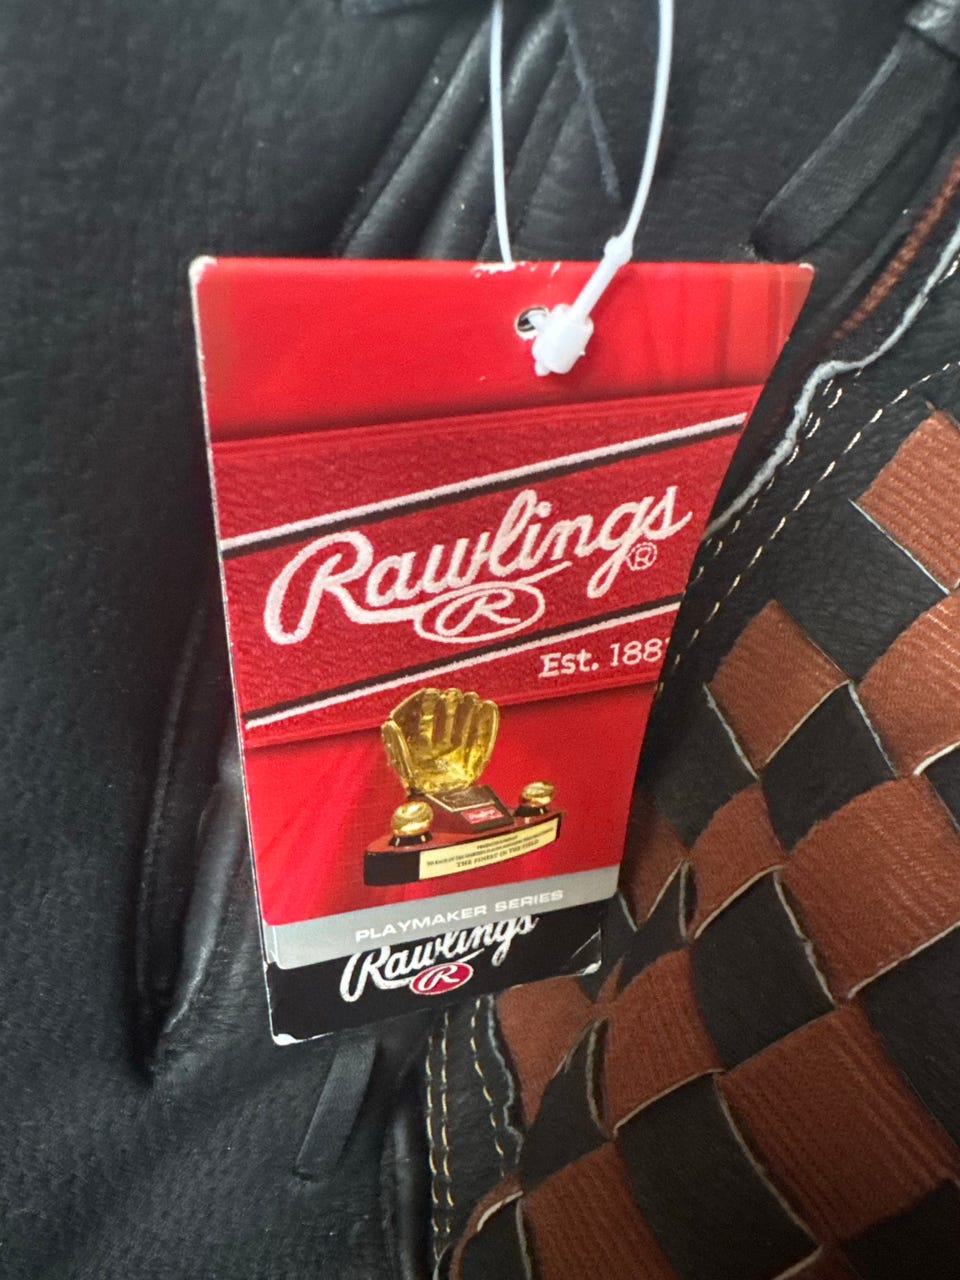 Rawlings®
R
Est. 188
THE FINEST IN THE FIELD
PLAYMAKER SERIES
Rawlings
R